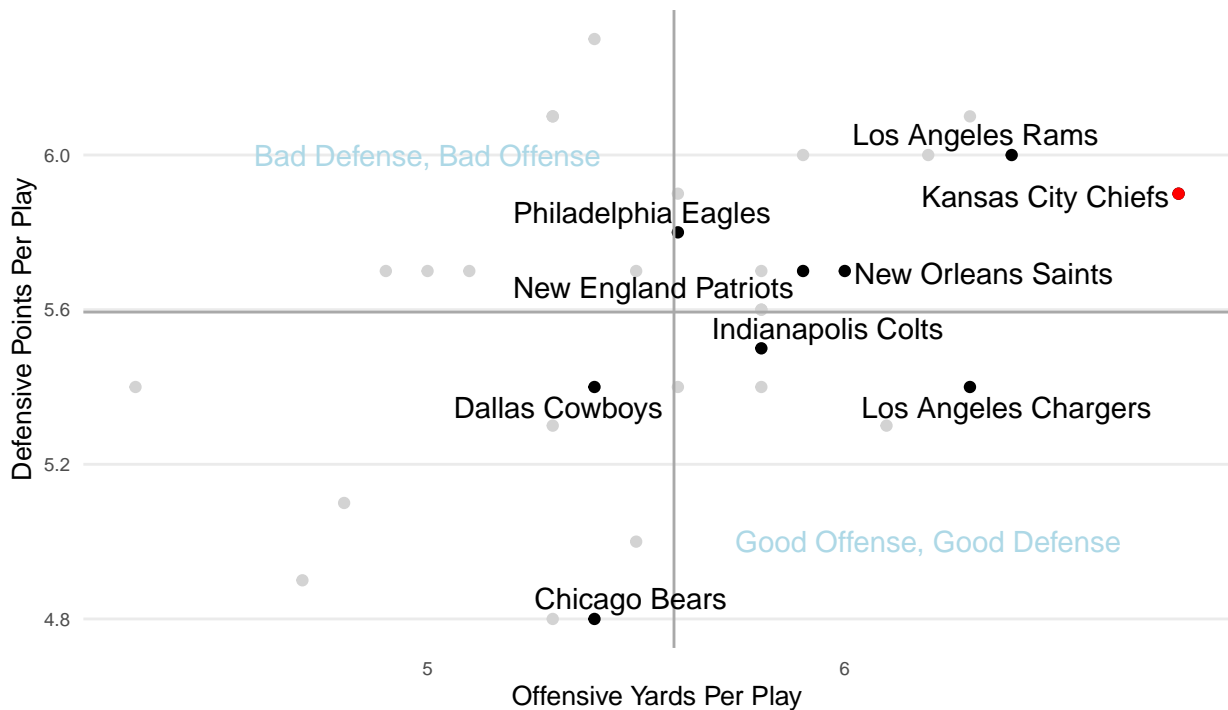 Los Angeles Rams
6.0
Bad Defense, Bad Offense
Kansas City Chiefs
Philadelphia Eagles
New Orleans Saints
New England Patriots
5.6
Indianapolis Colts
Dallas Cowboys
Los Angeles Chargers
5.2
Good Offense, Good Defense
Chicago Bears
4.8
5
6
Offensive Yards Per Play
Defensive Points Per Play